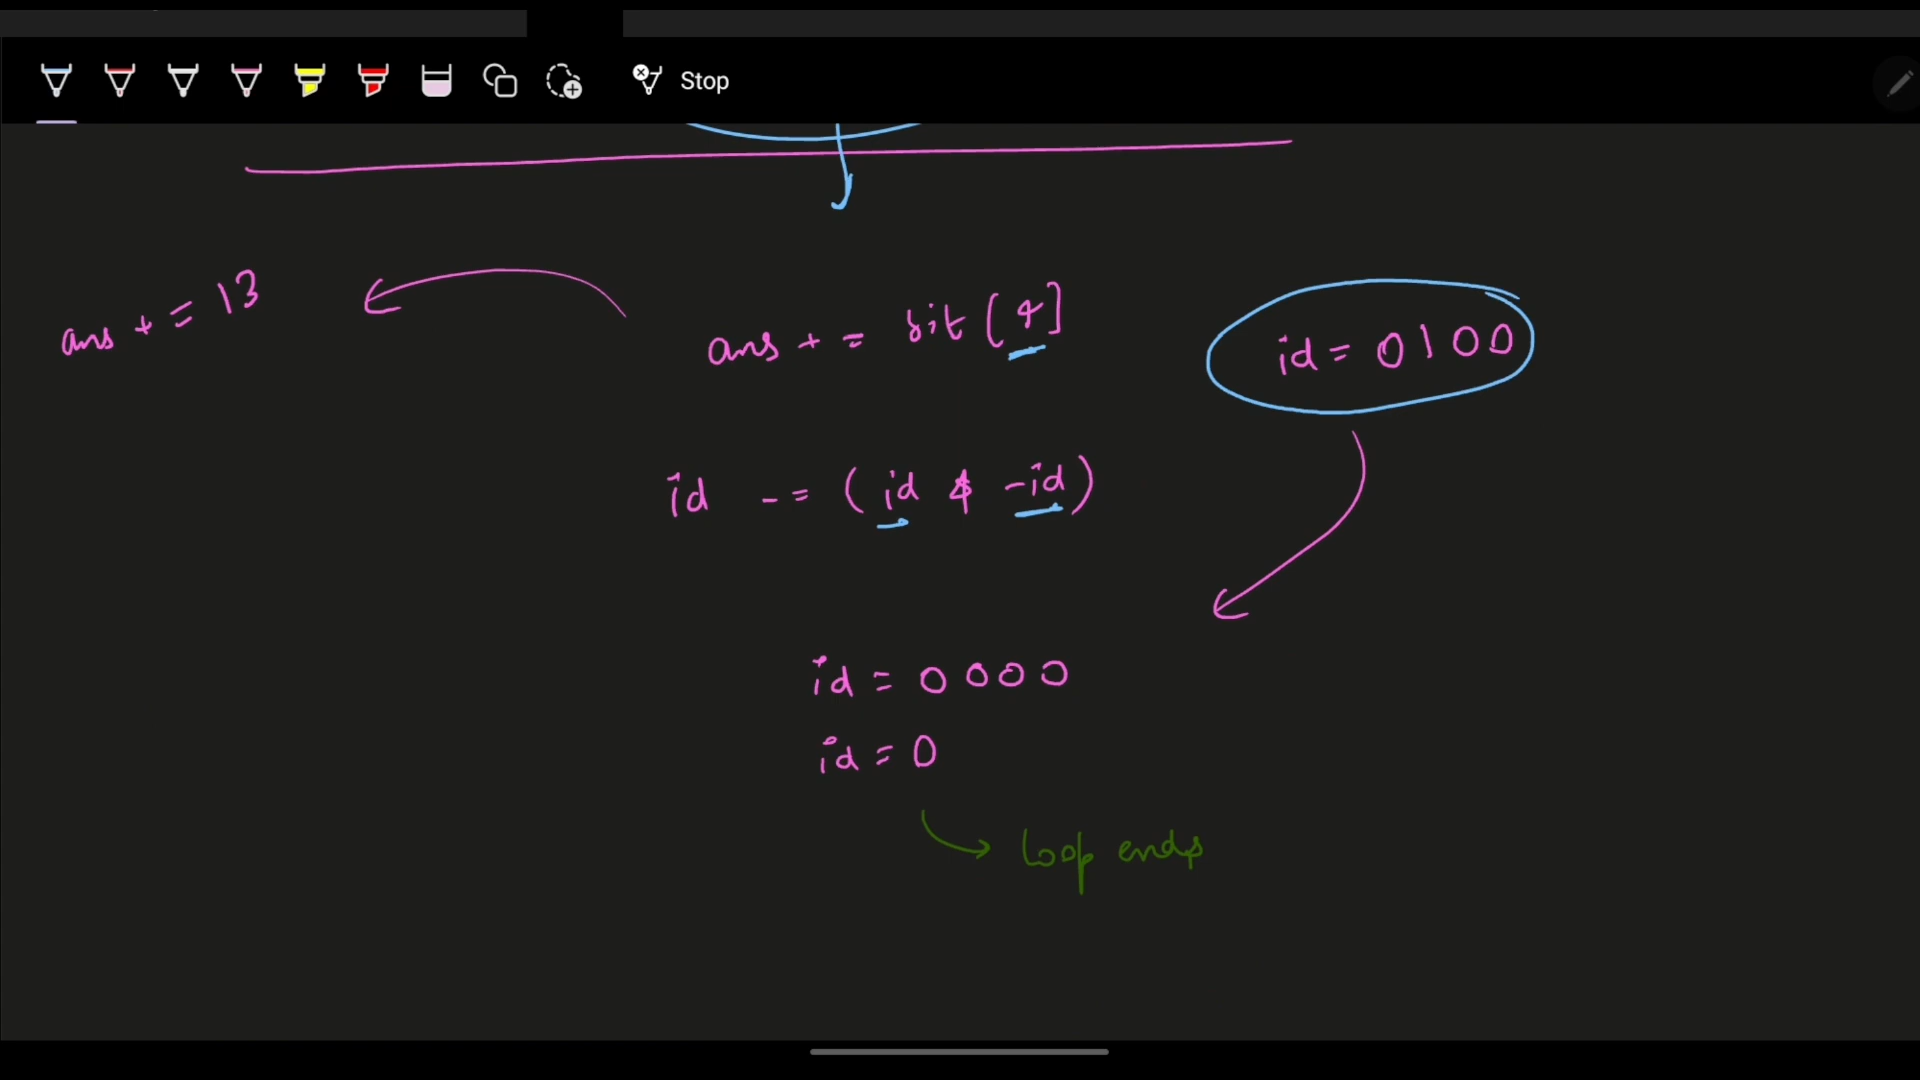 Stop
ans + = 13
ans + = bit [4]
id = 0100
id - = (id & -id)
id = 0000
id = 0
loop ends